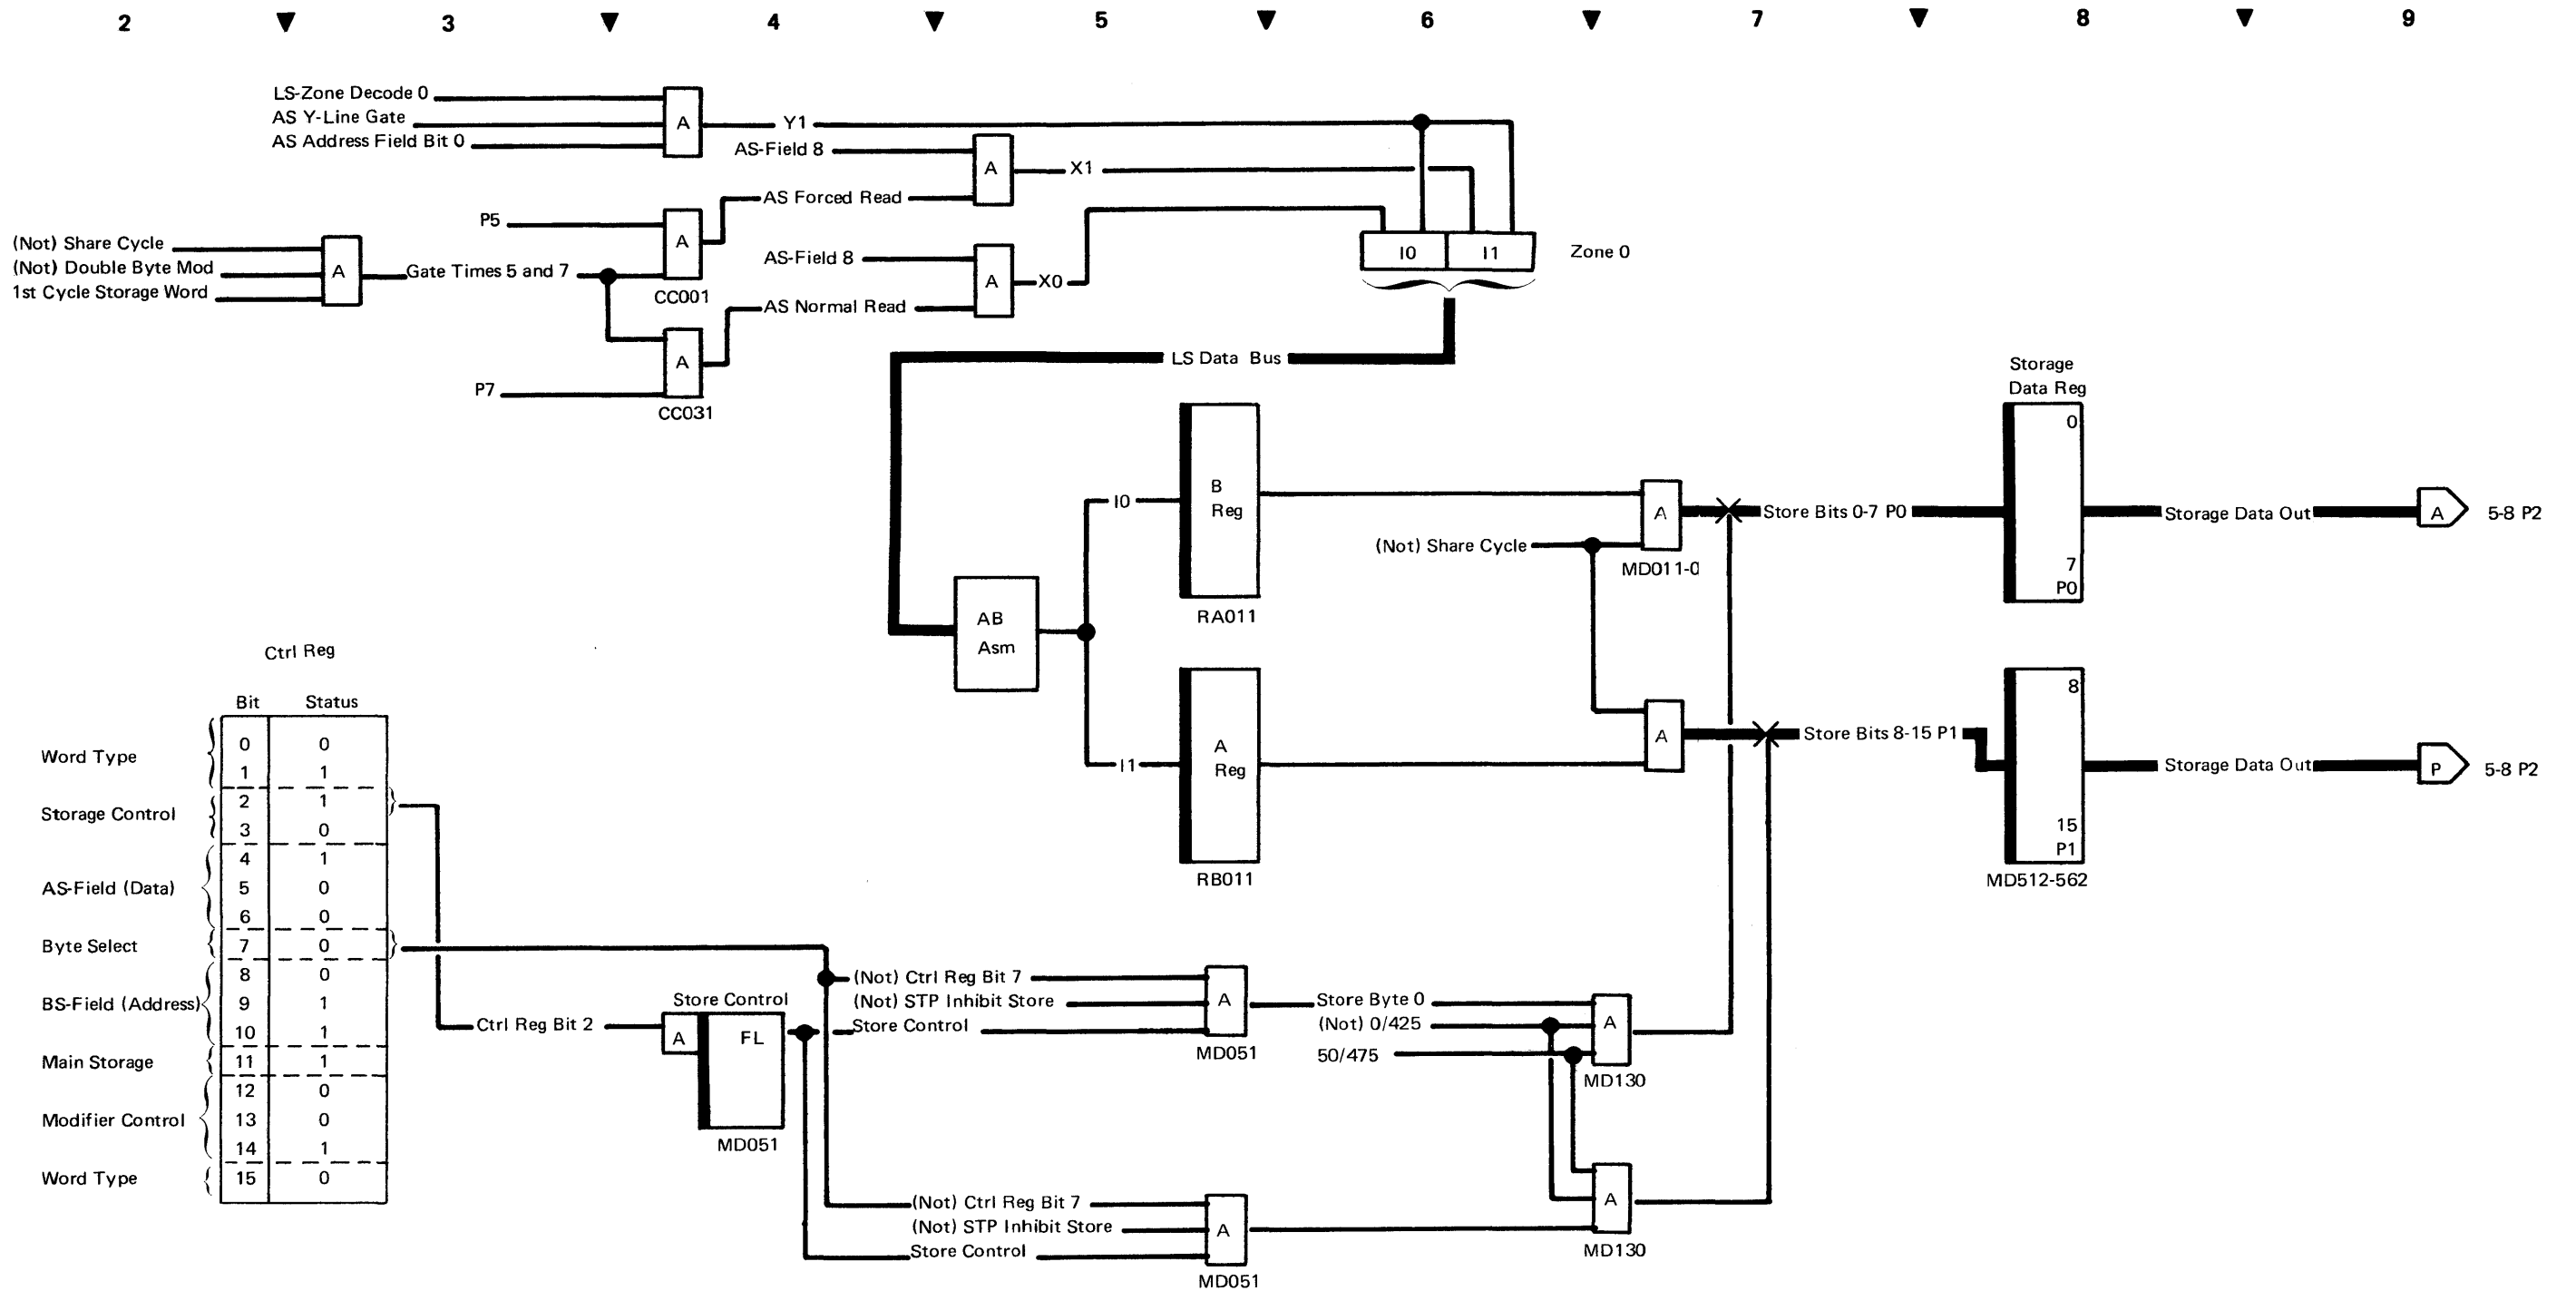 2 ▼ 3 ▼ 4 ▼ 5 ▼ 6 ▼ 7 ▼ 8 ▼ 9
LS-Zone Decode 0
AS Y-Line Gate
AS Address Field Bit 0
A
Y1
AS-Field 8
A
X1
AS Forced Read
P5
A
CC001
(Not) Share Cycle
(Not) Double Byte Mod
1st Cycle Storage Word
A
Gate Times 5 and 7
AS-Field 8
A
X0
AS Normal Read
A
P7
CC031
I0
I1
Zone 0
LS Data Bus
AB
Asm
I0
B
Reg
RA011
I1
A
Reg
RB011
(Not) Share Cycle
A
MD011-0
A
Store Bits 0-7 P0
Store Bits 8-15 P1
Storage
Data Reg
0
7
P0
8
15
P1
MD512-562
Storage Data Out
A
5-8 P2
Storage Data Out
P
5-8 P2
Ctrl Reg
Bit Status
Word Type
0 0
1 1
Storage Control
2 1
3 0
AS-Field (Data)
4 1
5 0
6 0
Byte Select
7 0
BS-Field (Address)
8 0
9 1
10 1
Main Storage
11 1
Modifier Control
12 0
13 0
14 1
Word Type
15 0
Ctrl Reg Bit 2
Store Control
A
FL
MD051
(Not) Ctrl Reg Bit 7
(Not) STP Inhibit Store
Store Control
A
MD051
Store Byte 0
(Not) 0/425
50/475
A
MD130
(Not) Ctrl Reg Bit 7
(Not) STP Inhibit Store
Store Control
A
MD051
A
MD130